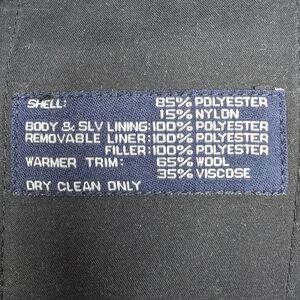 SHELL: 85% POLYESTER
15% NYLON
BODY & SLV LINING: 100% POLYESTER
REMOVABLE LINER: 100% POLYESTER
FILLER: 100% POLYESTER
WARMER TRIM: 65% WOOL
35% VISCOSE
DRY CLEAN ONLY